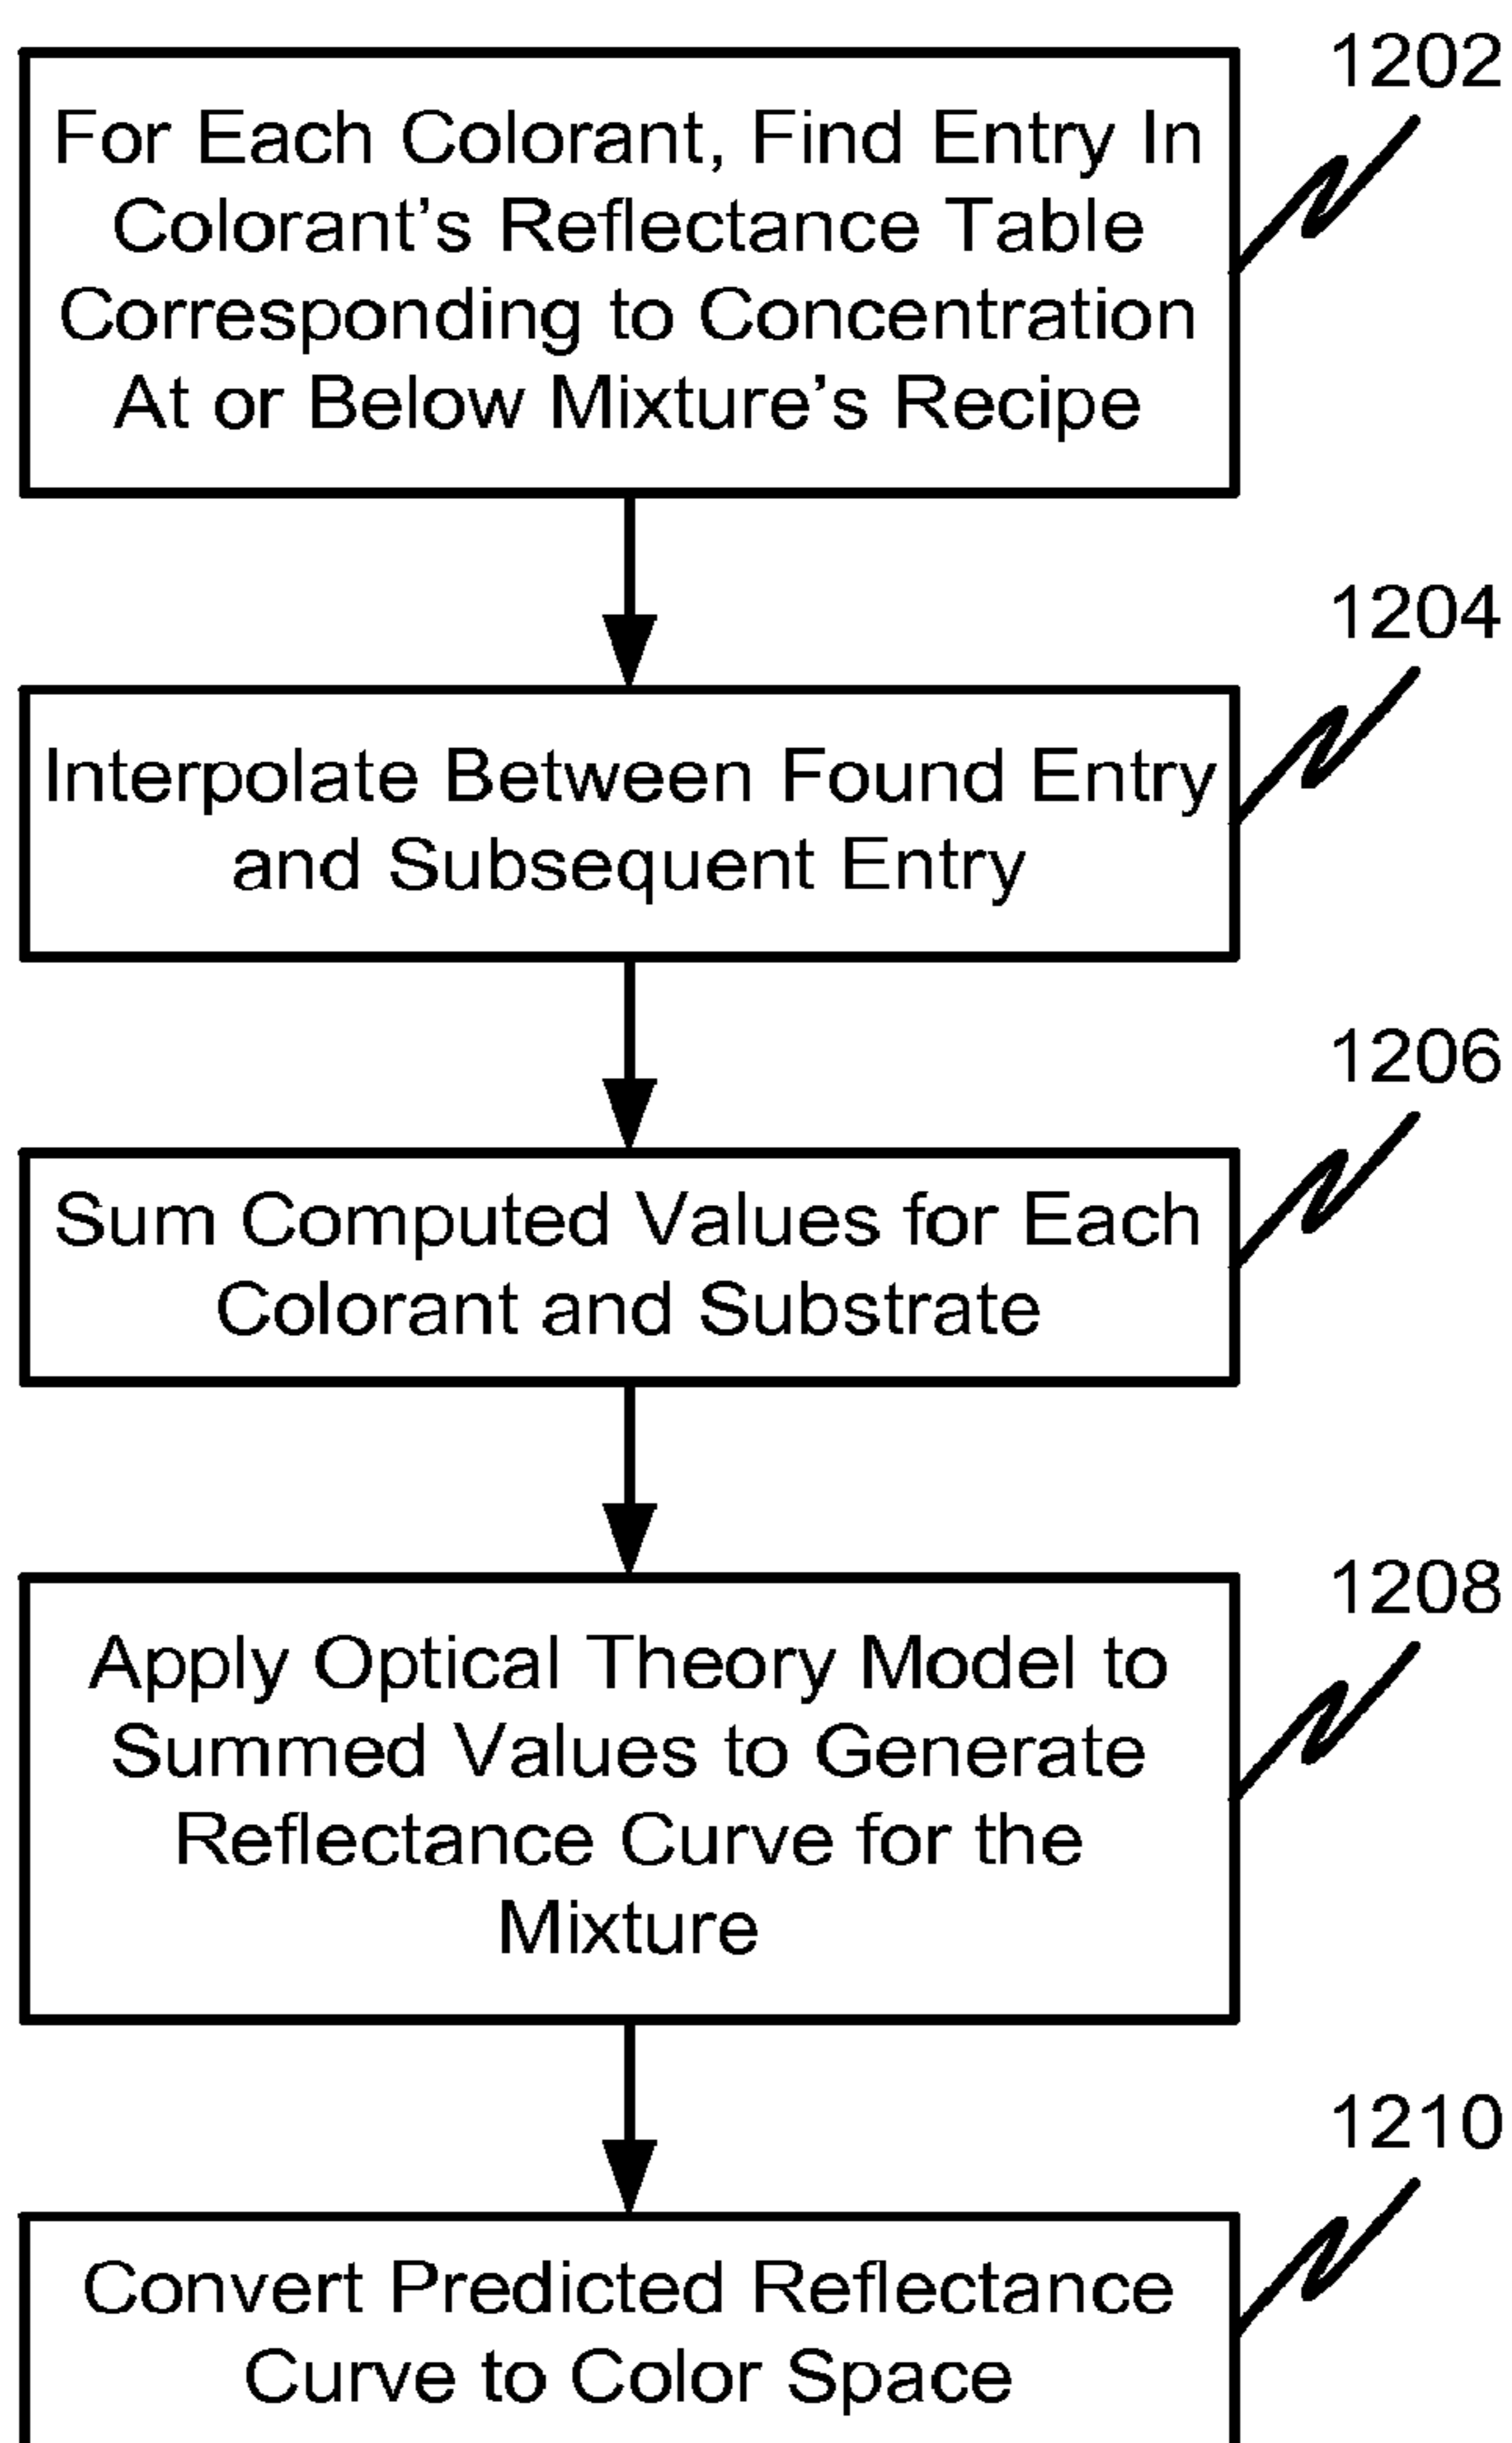 1202
For Each Colorant, Find Entry In
Colorant's Reflectance Table
Corresponding to Concentration
At or Below Mixture's Recipe
1204
Interpolate Between Found Entry
and Subsequent Entry
1206
Sum Computed Values for Each
Colorant and Substrate
1208
Apply Optical Theory Model to
Summed Values to Generate
Reflectance Curve for the
Mixture
1210
Convert Predicted Reflectance
Curve to Color Space